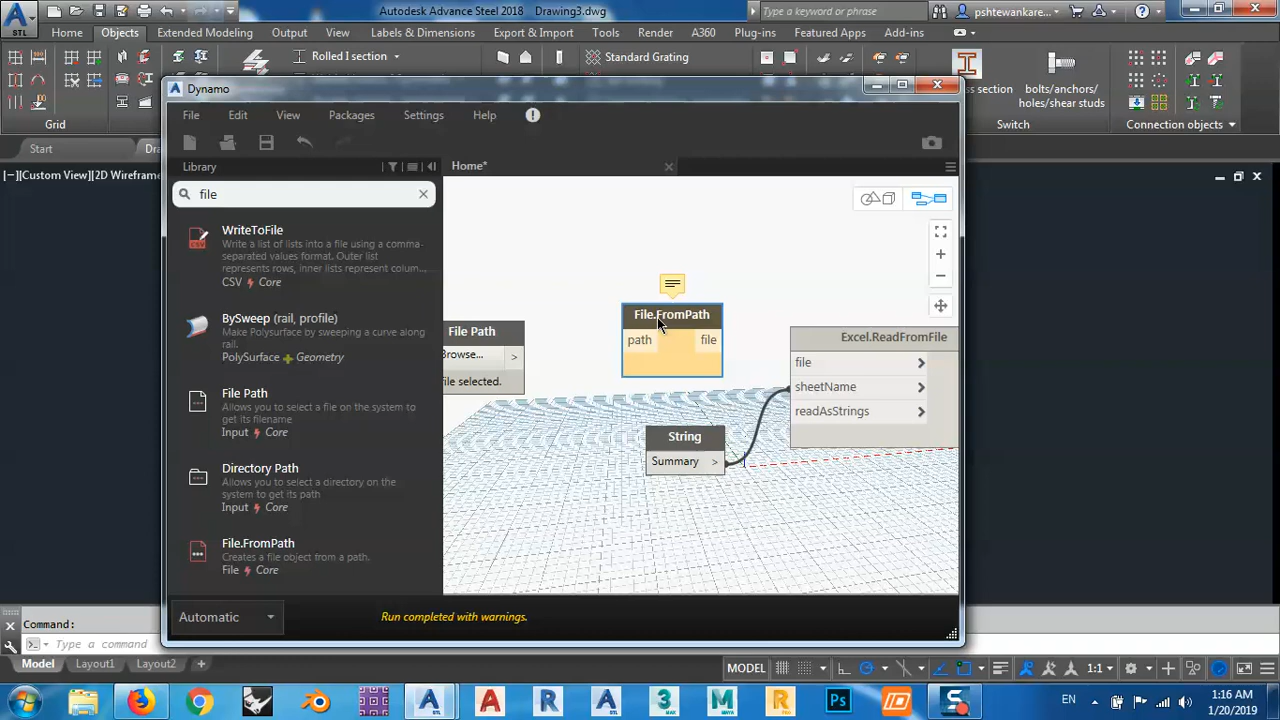 STL
Autodesk Advance Steel 2018 Drawing3.dwg
Type a keyword or phrase
pshtewankare...
Home Objects Extended Modeling Output View Labels & Dimensions Export & Import Tools Render A360 Plug-ins Featured Apps Add-ins
Rolled I section
Standard Grating
section
bolts/anchors/
holes/shear studs
Grid
Switch
Connection objects
Start
[−][Custom View][2D Wirefram
Dynamo
File Edit View Packages Settings Help
Library
Home*
file
WriteToFile
Write a list of lists into a file using a comma-
separated values format. Outer list
represents rows, inner lists represent colum...
CSV Core
BySweep (rail, profile)
Make Polysurface by sweeping a curve along
rail.
PolySurface Geometry
File Path
Allows you to select a file on the system to
get its filename
Input Core
Directory Path
Allows you to select a directory on the
system to get its path
Input Core
File.FromPath
Creates a file object from a path.
File Core
File Path
Browse... >
file selected.
File.FromPath
path file
String
Summary >
Excel.ReadFromFile
file
sheetName
readAsStrings
Automatic
Run completed with warnings.
Command:
Type a command
Model Layout1 Layout2 +
MODEL
1:1
EN
1:16 AM
1/20/2019